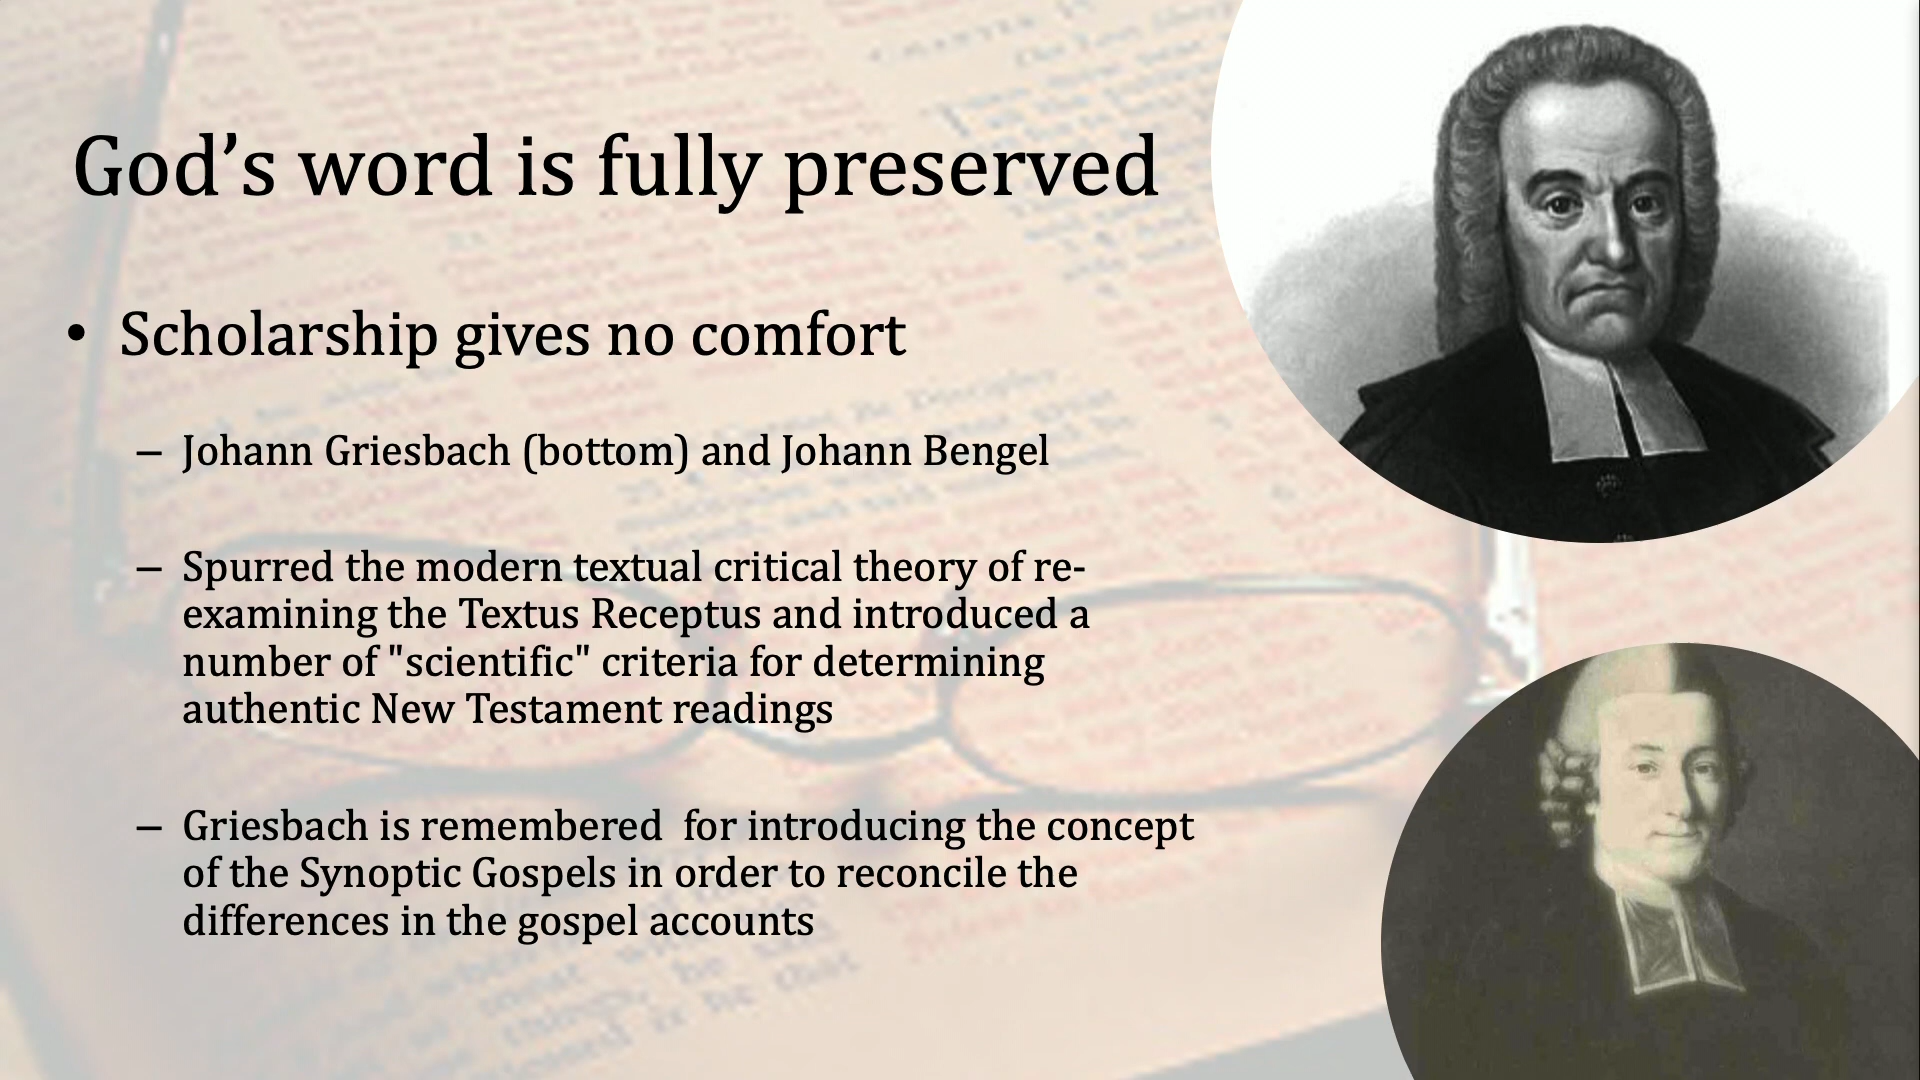 God’s word is fully preserved
• Scholarship gives no comfort
– Johann Griesbach (bottom) and Johann Bengel
– Spurred the modern textual critical theory of re-
examining the Textus Receptus and introduced a
number of "scientific" criteria for determining
authentic New Testament readings
– Griesbach is remembered  for introducing the concept
of the Synoptic Gospels in order to reconcile the
differences in the gospel accounts